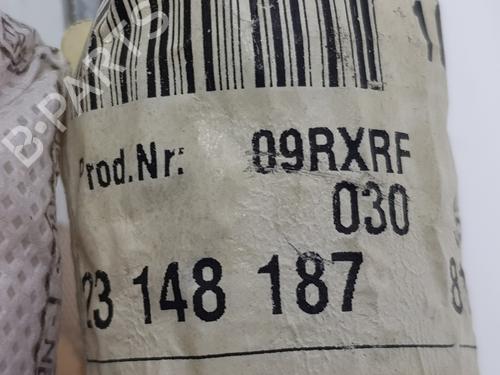 B-PARTS
Prod.Nr: 09RXRF
030
23 148 187